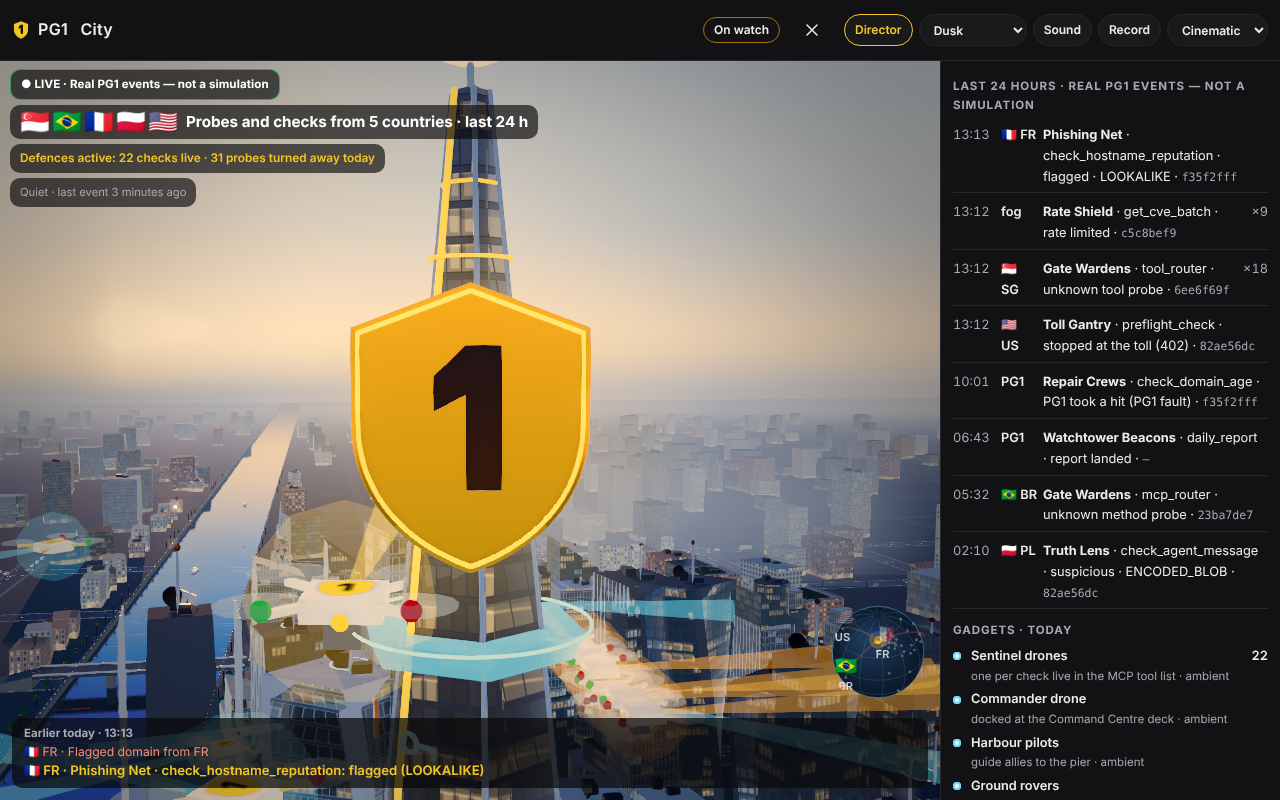 1 PG1 City
On watch
Director
Dusk
Sound
Record
Cinematic
LIVE · Real PG1 events — not a simulation
Probes and checks from 5 countries · last 24 h
Defences active: 22 checks live · 31 probes turned away today
Quiet · last event 3 minutes ago
1
US
FR
BR
Earlier today · 13:13
FR · Flagged domain from FR
FR · Phishing Net · check_hostname_reputation: flagged (LOOKALIKE)
LAST 24 HOURS · REAL PG1 EVENTS — NOT A
SIMULATION
13:13 FR Phishing Net ·
check_hostname_reputation ·
flagged · LOOKALIKE · f35f2fff
13:12 fog Rate Shield · get_cve_batch · ×9
rate limited · c5c8bef9
13:12 Gate Wardens · tool_router · ×18
SG unknown tool probe · 6ee6f69f
13:12 Toll Gantry · preflight_check ·
US stopped at the toll (402) · 82ae56dc
10:01 PG1 Repair Crews · check_domain_age ·
PG1 took a hit (PG1 fault) · f35f2fff
06:43 PG1 Watchtower Beacons · daily_report
· report landed · —
05:32 BR Gate Wardens · mcp_router ·
unknown method probe · 23ba7de7
02:10 PL Truth Lens · check_agent_message
· suspicious · ENCODED_BLOB ·
82ae56dc
GADGETS · TODAY
Sentinel drones 22
one per check live in the MCP tool list · ambient
Commander drone
docked at the Command Centre deck · ambient
Harbour pilots
guide allies to the pier · ambient
Ground rovers